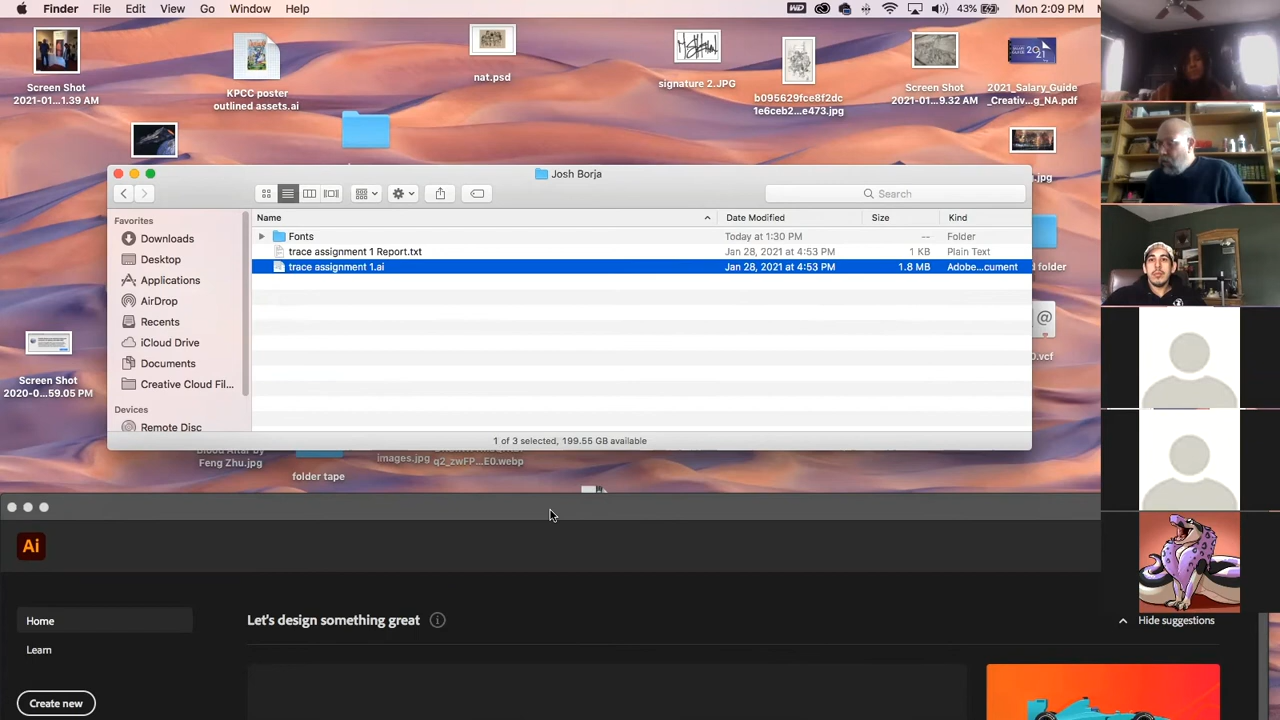 Finder File Edit View Go Window Help
WD 43% Mon 2:09 PM
Screen Shot
2021-01...1.39 AM
KPCC poster
outlined assets.ai
nat.psd
signature 2.JPG
b095629fce8f2dc
1e6ceb2...e473.jpg
Screen Shot
2021-01...9.32 AM
2021_Salary_Guide
_Creativ...g_NA.pdf
Josh Borja
Search
Favorites
Downloads
Desktop
Applications
AirDrop
Recents
iCloud Drive
Documents
Creative Cloud Fil...
Devices
Remote Disc
Name Date Modified Size Kind
Fonts Today at 1:30 PM -- Folder
trace assignment 1 Report.txt Jan 28, 2021 at 4:53 PM 1 KB Plain Text
trace assignment 1.ai Jan 28, 2021 at 4:53 PM 1.8 MB Adobe...cument
1 of 3 selected, 199.55 GB available
d folder
@
0.vcf
Screen Shot
2020-0...59.05 PM
Feng Zhu.jpg
images.jpg
q2_zwFP...E0.webp
folder tape
Ai
Home
Learn
Create new
Let's design something great
Hide suggestions